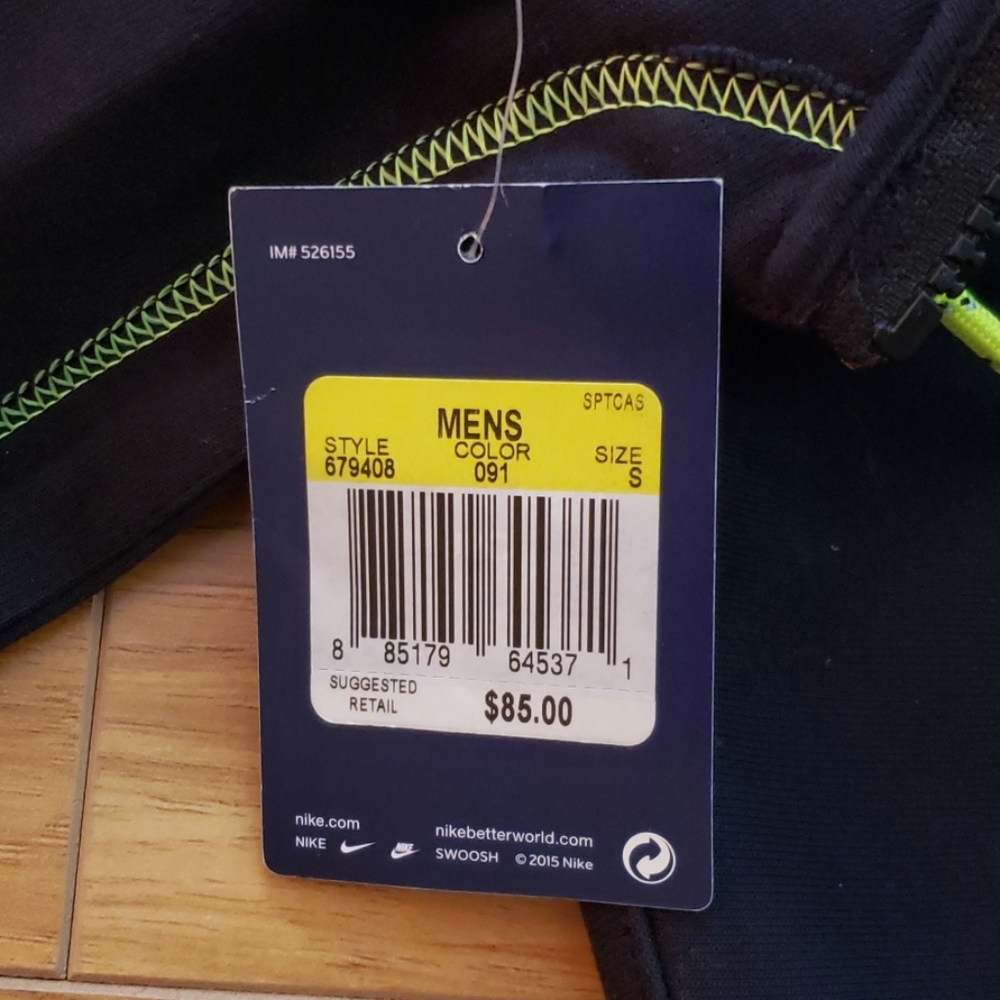 IM# 526155
SPTCAS
MENS
STYLE COLOR SIZE
679408 091 S
8 85179 64537 1
SUGGESTED
RETAIL $85.00
nike.com nikebetterworld.com
NIKE NIKE SWOOSH © 2015 Nike